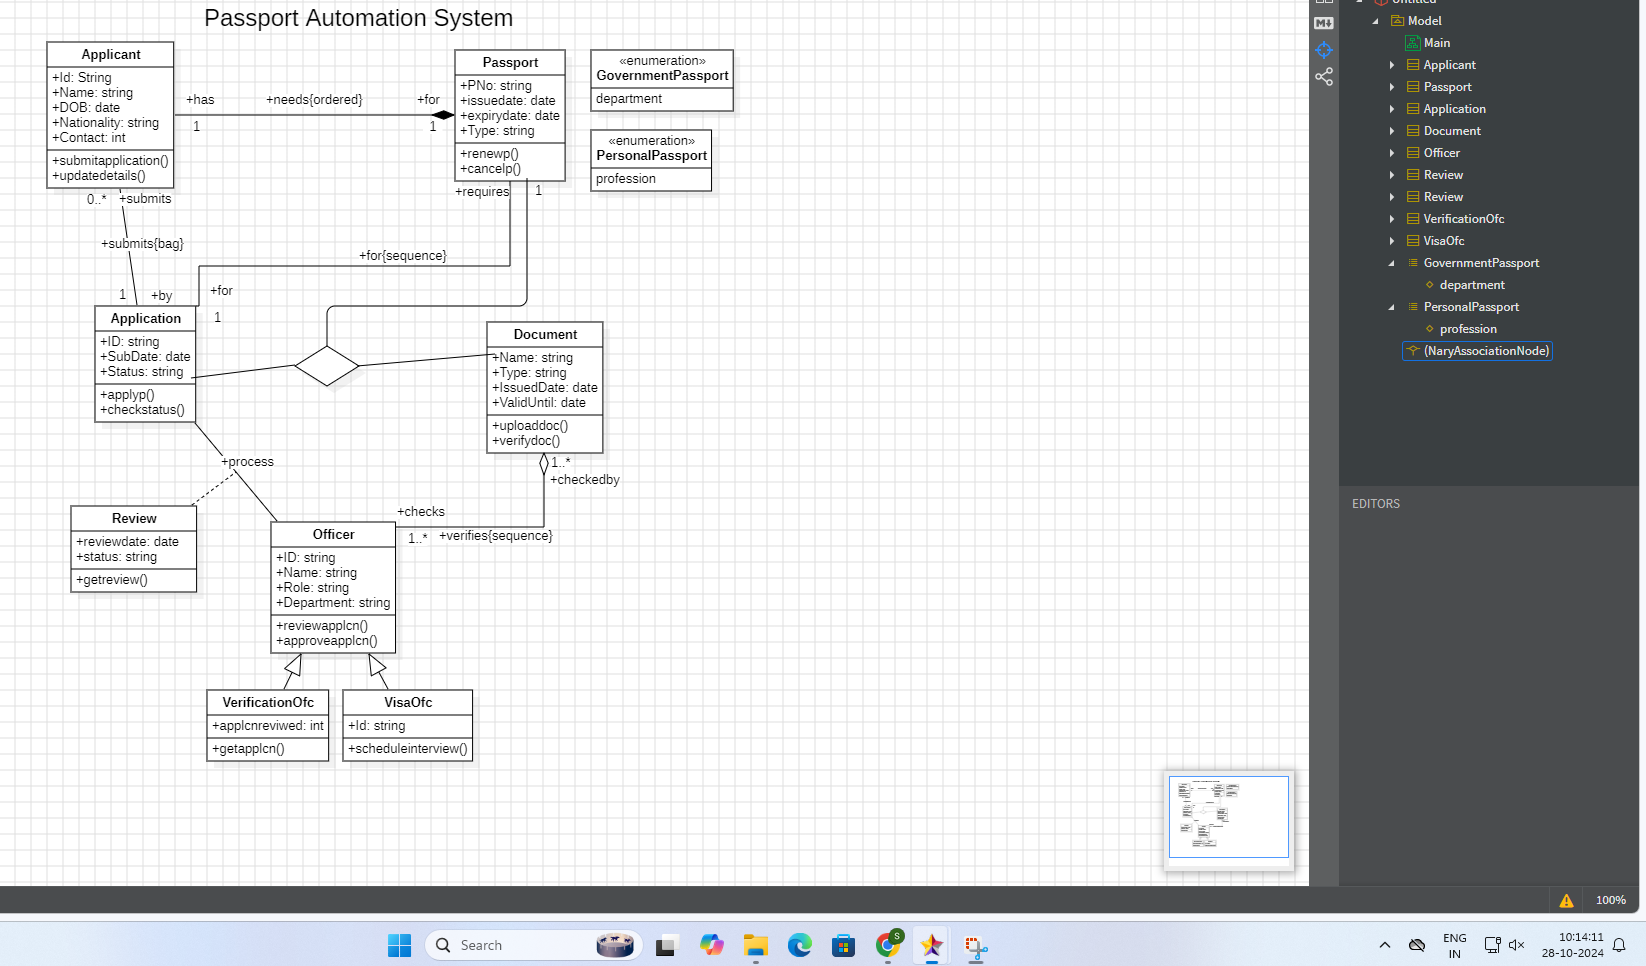 Passport Automation System
Applicant
+Id: String
+Name: string
+DOB: date
+Nationality: string
+Contact: int
+submitapplication()
+updatedetails()
+has
+needs{ordered}
+for
1
1
Passport
+PNo: string
+issuedate: date
+expirydate: date
+Type: string
+renewp()
+cancelp()
«enumeration»
GovernmentPassport
department
«enumeration»
PersonalPassport
profession
+requires
1
0..*
+submits
+submits{bag}
+for{sequence}
1
+by
+for
1
Application
+ID: string
+SubDate: date
+Status: string
+applyp()
+checkstatus()
Document
+Name: string
+Type: string
+IssuedDate: date
+ValidUntil: date
+uploaddoc()
+verifydoc()
1..*
+checkedby
+process
+checks
1..*
+verifies{sequence}
Review
+reviewdate: date
+status: string
+getreview()
Officer
+ID: string
+Name: string
+Role: string
+Department: string
+reviewapplcn()
+approveapplcn()
VerificationOfc
+applcnreviwed: int
+getapplcn()
VisaOfc
+Id: string
+scheduleinterview()
M
Untitled
Model
Main
Applicant
Passport
Application
Document
Officer
Review
Review
VerificationOfc
VisaOfc
GovernmentPassport
department
PersonalPassport
profession
(NaryAssociationNode)
EDITORS
100%
Search
S
ENG
IN
10:14:11
28-10-2024